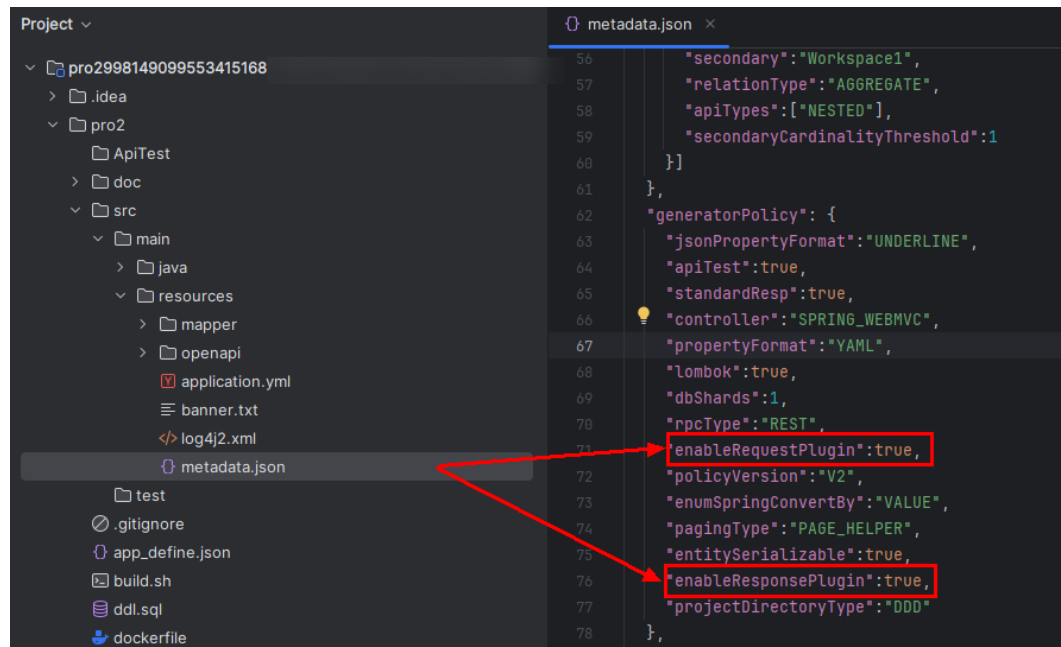 Project
pro2998149099553415168
.idea
pro2
ApiTest
doc
src
main
java
resources
mapper
openapi
application.yml
banner.txt
log4j2.xml
metadata.json
test
.gitignore
app_define.json
build.sh
ddl.sql
dockerfile
metadata.json
56 "secondary":"Workspace1",
57 "relationType":"AGGREGATE",
58 "apiTypes":["NESTED"],
59 "secondaryCardinalityThreshold":1
60 }]
61 },
62 "generatorPolicy": {
63 "jsonPropertyFormat":"UNDERLINE",
64 "apiTest":true,
65 "standardResp":true,
66 "controller":"SPRING_WEBMVC",
67 "propertyFormat":"YAML",
68 "lombok":true,
69 "dbShards":1,
70 "rpcType":"REST",
71 "enableRequestPlugin":true,
72 "policyVersion":"V2",
73 "enumSpringConvertBy":"VALUE",
74 "pagingType":"PAGE_HELPER",
75 "entitySerializable":true,
76 "enableResponsePlugin":true,
77 "projectDirectoryType":"DDD"
78 },